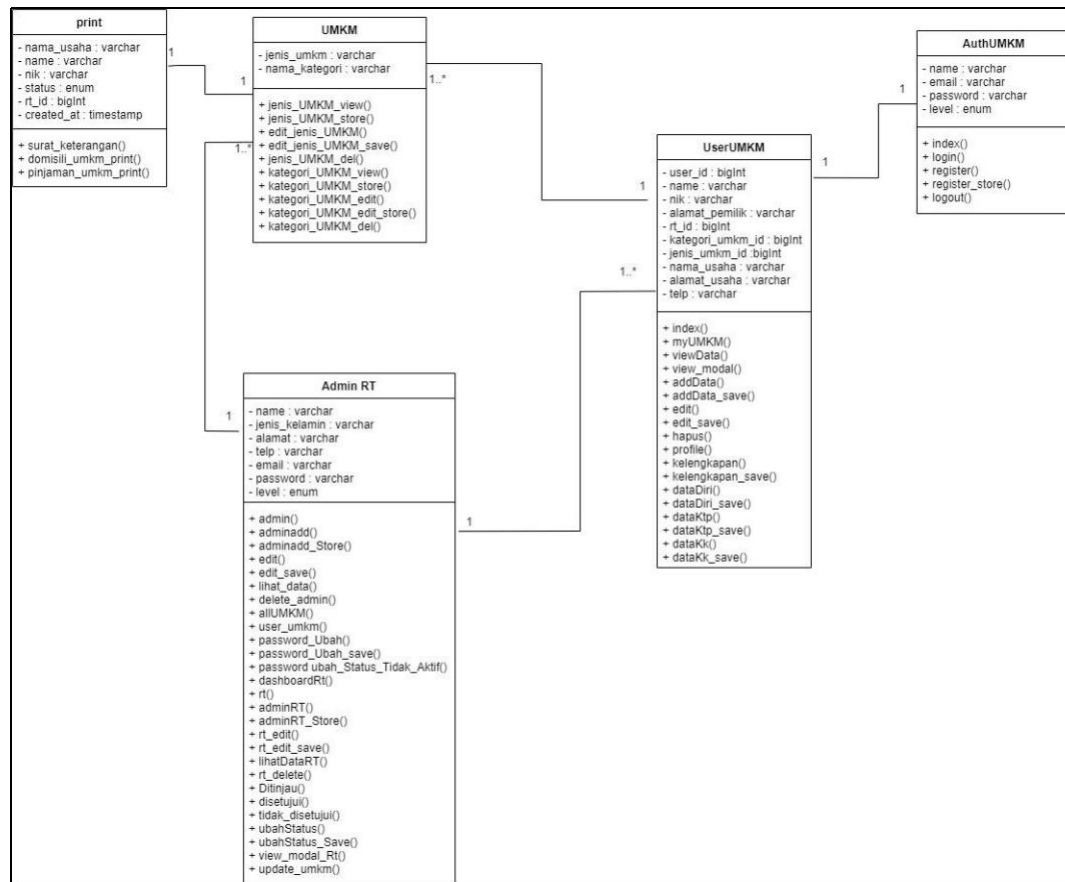 print
- nama_usaha : varchar
- name : varchar
- nik : varchar
- status : enum
- rt_id : bigInt
- created_at : timestamp
+ surat_keterangan()
+ domisili_umkm_print()
+ pinjaman_umkm_print()
1
1
UMKM
- jenis_umkm : varchar
- nama_kategori : varchar
+ jenis_UMKM_view()
+ jenis_UMKM_store()
+ edit_jenis_UMKM()
+ edit_jenis_UMKM_save()
+ jenis_UMKM_del()
+ kategori_UMKM_view()
+ kategori_UMKM_store()
+ kategori_UMKM_edit()
+ kategori_UMKM_edit_store()
+ kategori_UMKM_del()
1..*
1..*
1
1
AuthUMKM
- name : varchar
- email : varchar
- password : varchar
- level : enum
+ index()
+ login()
+ register()
+ register_store()
+ logout()
1
1
UserUMKM
- user_id : bigInt
- name : varchar
- nik : varchar
- alamat_pemilik : varchar
- rt_id : bigInt
- kategori_umkm_id : bigInt
- jenis_umkm_id :bigInt
- nama_usaha : varchar
- alamat_usaha : varchar
- telp : varchar
+ index()
+ myUMKM()
+ viewData()
+ view_modal()
+ addData()
+ addData_save()
+ edit()
+ edit_save()
+ hapus()
+ profile()
+ kelengkapan()
+ kelengkapan_save()
+ dataDiri()
+ dataDiri_save()
+ dataKtp()
+ dataKtp_save()
+ dataKk()
+ dataKk_save()
1..*
1
Admin RT
- name : varchar
- jenis_kelamin : varchar
- alamat : varchar
- telp : varchar
- email : varchar
- password : varchar
- level : enum
+ admin()
+ adminadd()
+ adminadd_Store()
+ edit()
+ edit_save()
+ lihat_data()
+ delete_admin()
+ allUMKM()
+ user_umkm()
+ password_Ubah()
+ password_Ubah_save()
+ password ubah_Status_Tidak_Aktif()
+ dashboardRt()
+ rt()
+ adminRT()
+ adminRT_Store()
+ rt_edit()
+ rt_edit_save()
+ lihatDataRT()
+ rt_delete()
+ Ditinjau()
+ disetujui()
+ tidak_disetujui()
+ ubahStatus()
+ ubahStatus_Save()
+ view_modal_Rt()
+ update_umkm()